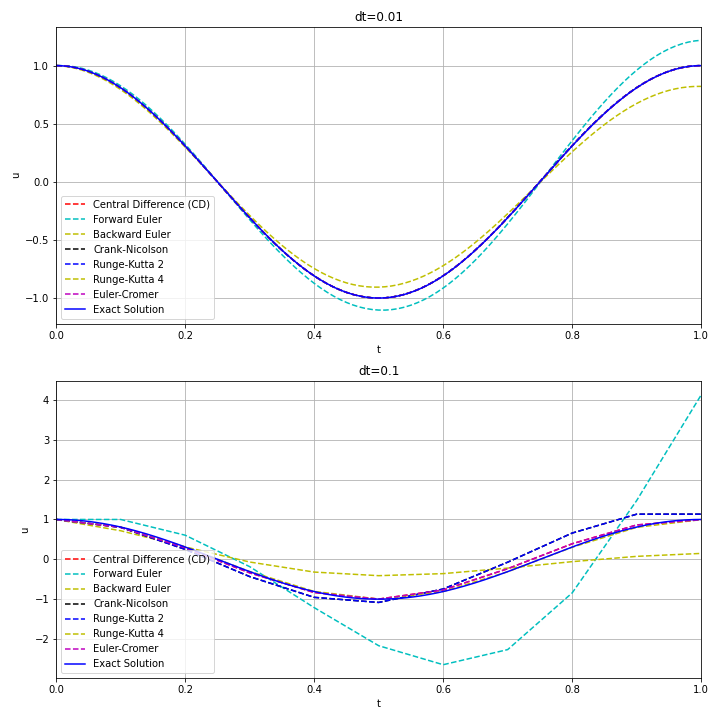 dt=0.01
1.0
0.5
0.0
−0.5
−1.0
u
Central Difference (CD)
Forward Euler
Backward Euler
Crank-Nicolson
Runge-Kutta 2
Runge-Kutta 4
Euler-Cromer
Exact Solution
0.0 0.2 0.4 0.6 0.8 1.0
t
dt=0.1
4
3
2
1
0
−1
−2
u
Central Difference (CD)
Forward Euler
Backward Euler
Crank-Nicolson
Runge-Kutta 2
Runge-Kutta 4
Euler-Cromer
Exact Solution
0.0 0.2 0.4 0.6 0.8 1.0
t